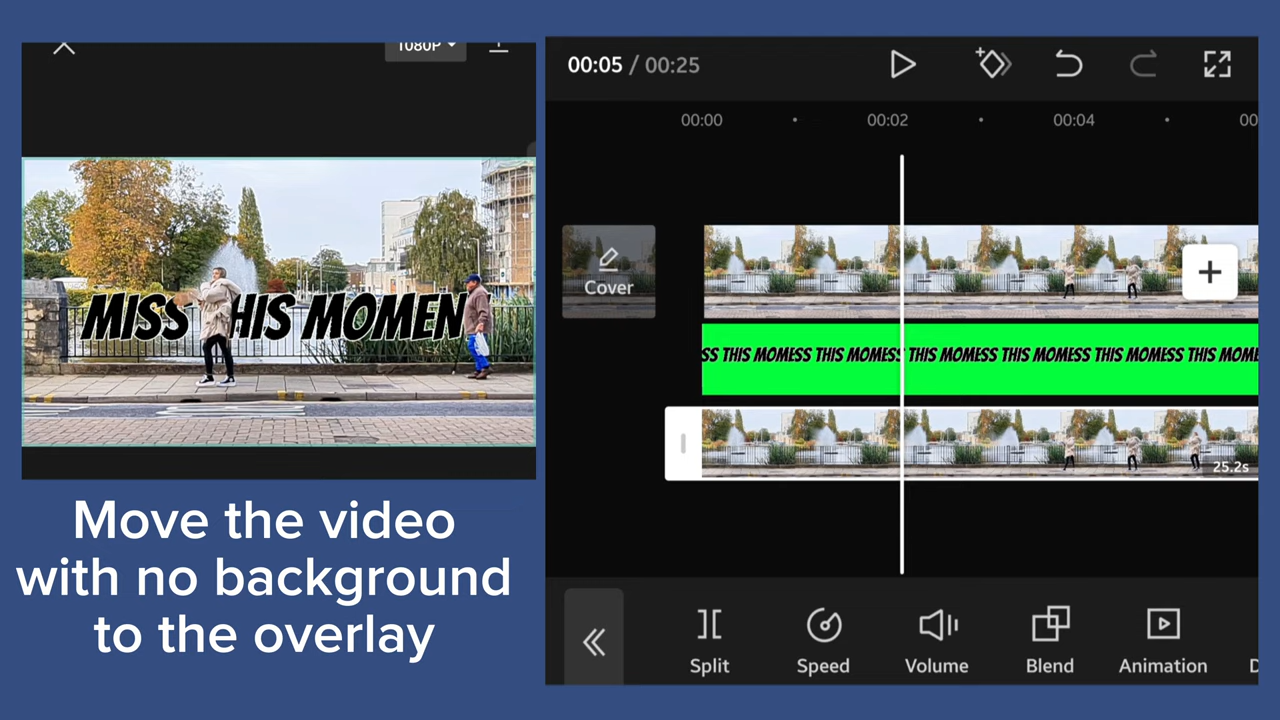 1080P
MISS HIS MOMEN
Move the video
with no background
to the overlay
00:05 / 00:25
00:00
00:02
00:04
00
Cover
SS THIS MOMESS THIS MOMESS THIS MOMESS THIS MOMESS THIS MOMESS THIS MOME
25.2s
Split
Speed
Volume
Blend
Animation
D